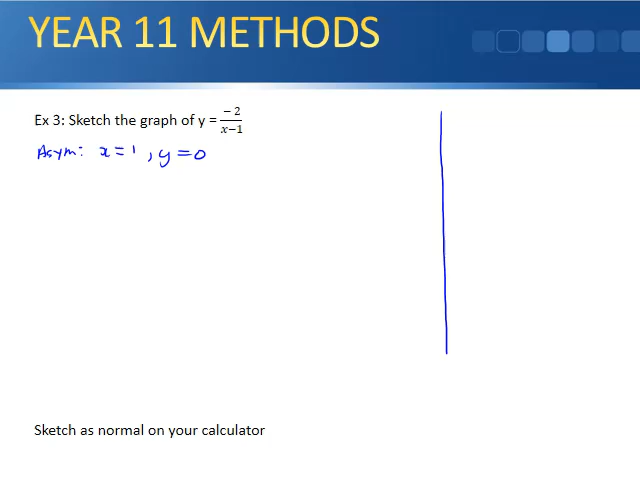 YEAR 11 METHODS
Ex 3: Sketch the graph of y = −2/(x−1)
Asym: x = 1 , y = 0
Sketch as normal on your calculator